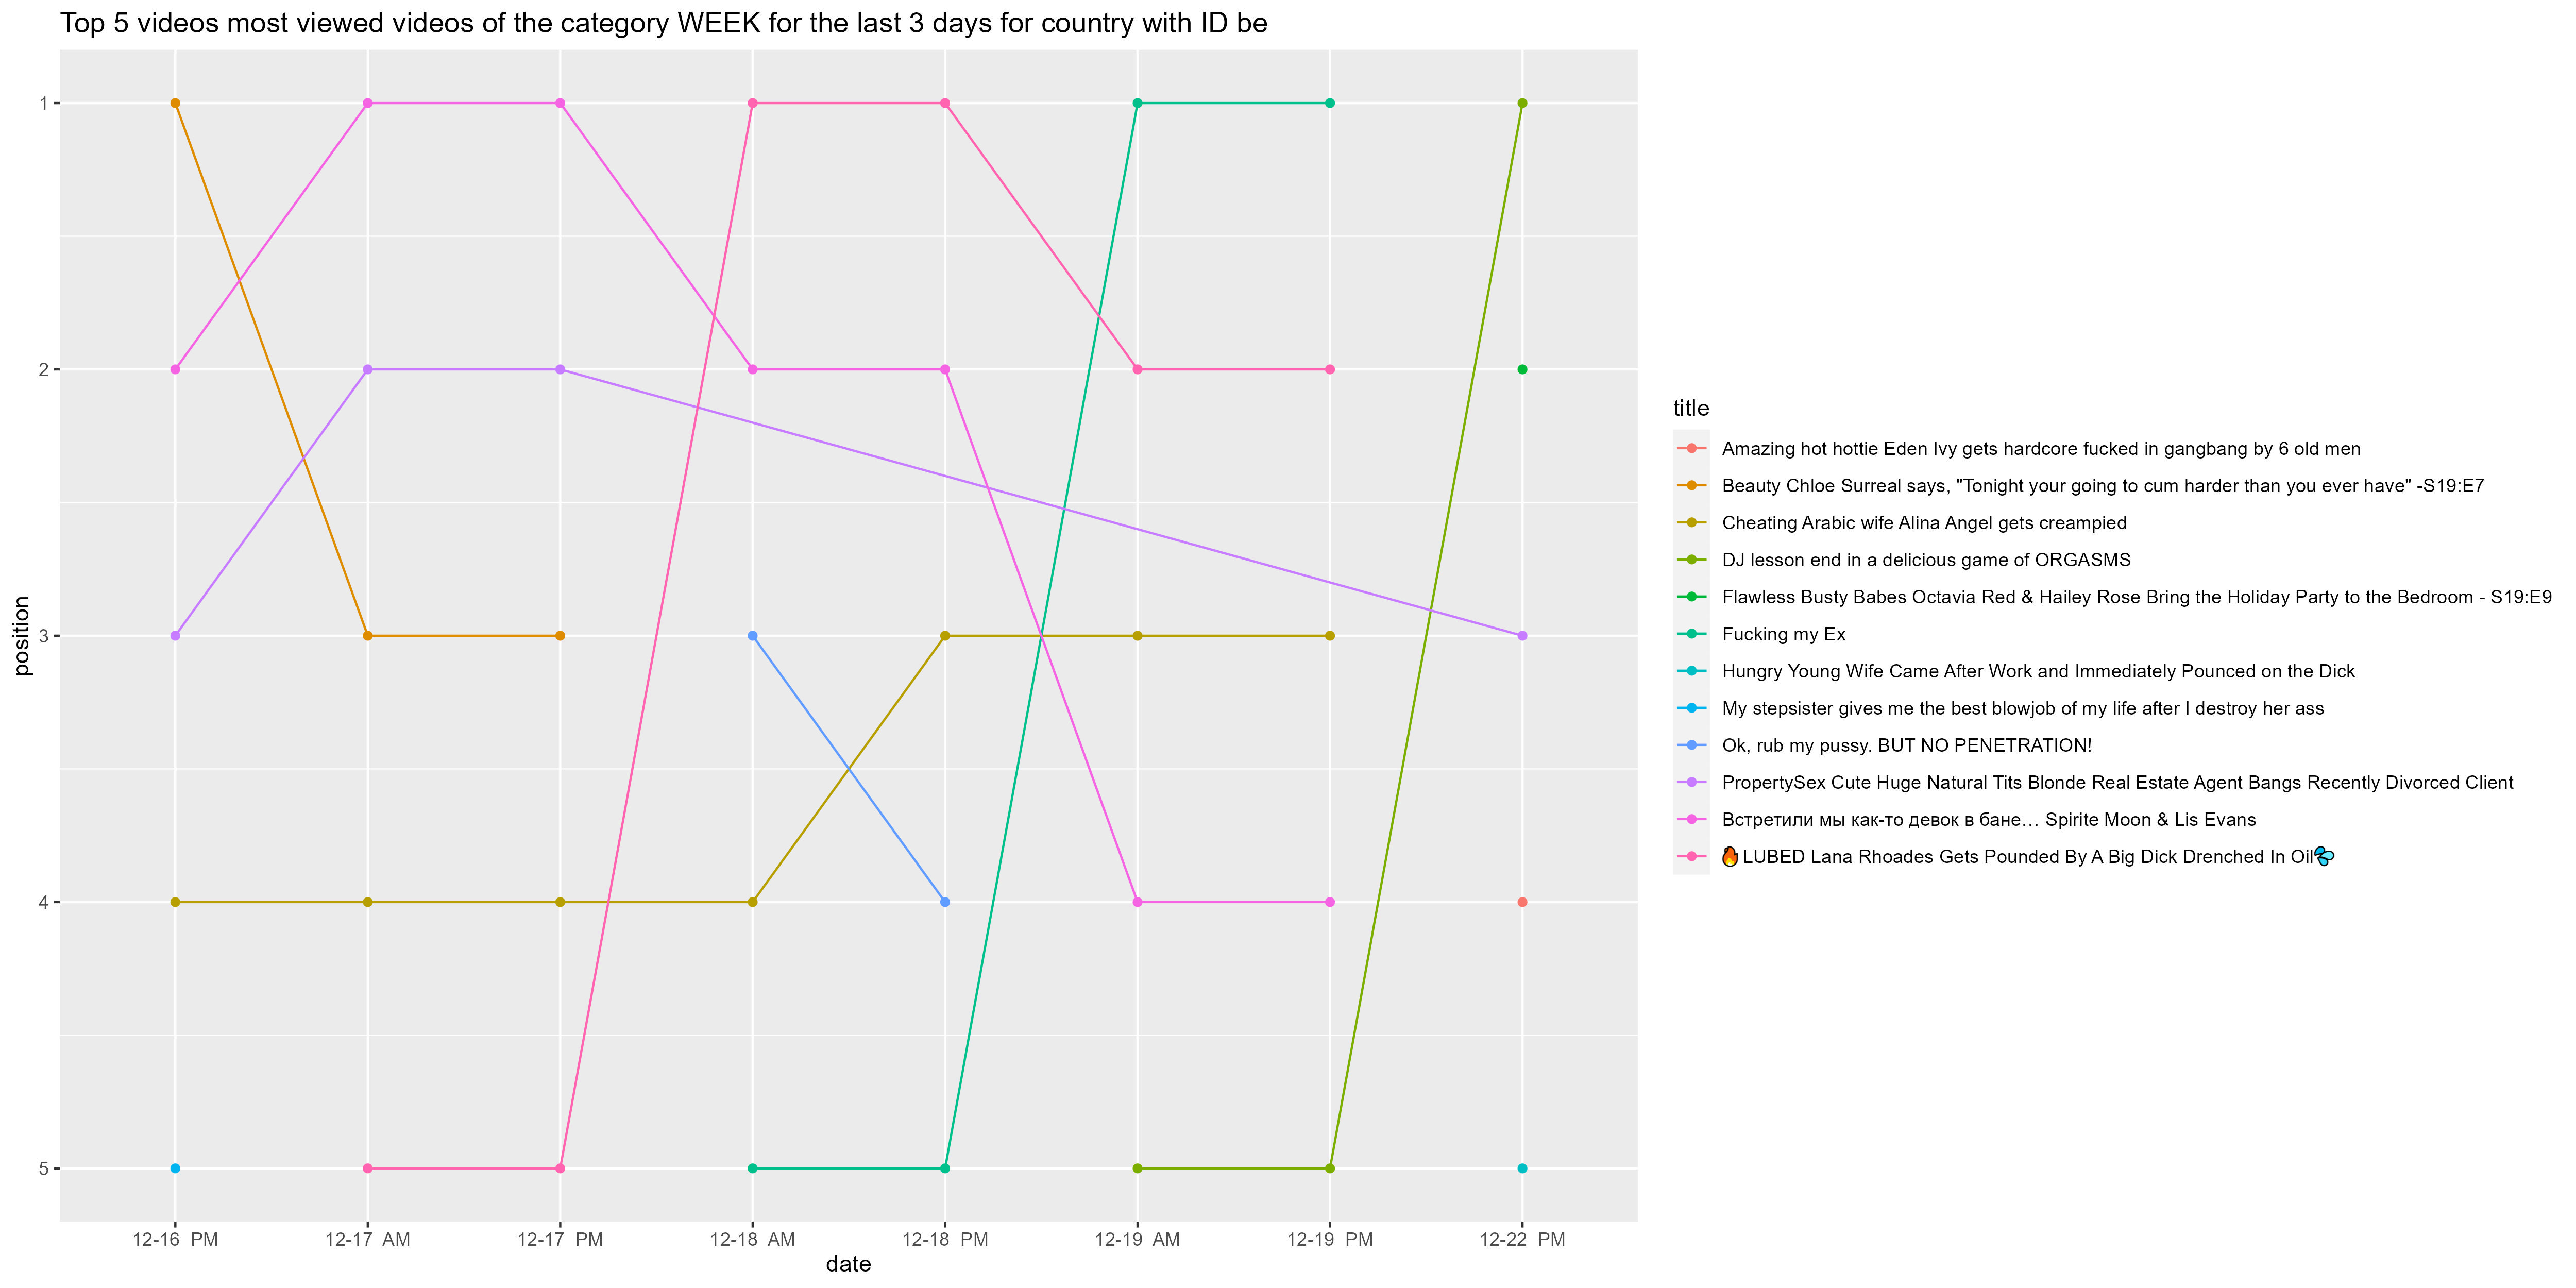 Top 5 videos most viewed videos of the category WEEK for the last 3 days for country with ID be
1
2
3
4
5
position
12-16 PM
12-17 AM
12-17 PM
12-18 AM
12-18 PM
12-19 AM
12-19 PM
12-22 PM
date
title
Amazing hot hottie Eden Ivy gets hardcore fucked in gangbang by 6 old men
Beauty Chloe Surreal says, "Tonight your going to cum harder than you ever have" -S19:E7
Cheating Arabic wife Alina Angel gets creampied
DJ lesson end in a delicious game of ORGASMS
Flawless Busty Babes Octavia Red & Hailey Rose Bring the Holiday Party to the Bedroom - S19:E9
Fucking my Ex
Hungry Young Wife Came After Work and Immediately Pounced on the Dick
My stepsister gives me the best blowjob of my life after I destroy her ass
Ok, rub my pussy. BUT NO PENETRATION!
PropertySex Cute Huge Natural Tits Blonde Real Estate Agent Bangs Recently Divorced Client
Встретили мы как-то девок в бане… Spirite Moon & Lis Evans
🔥LUBED Lana Rhoades Gets Pounded By A Big Dick Drenched In Oil💦